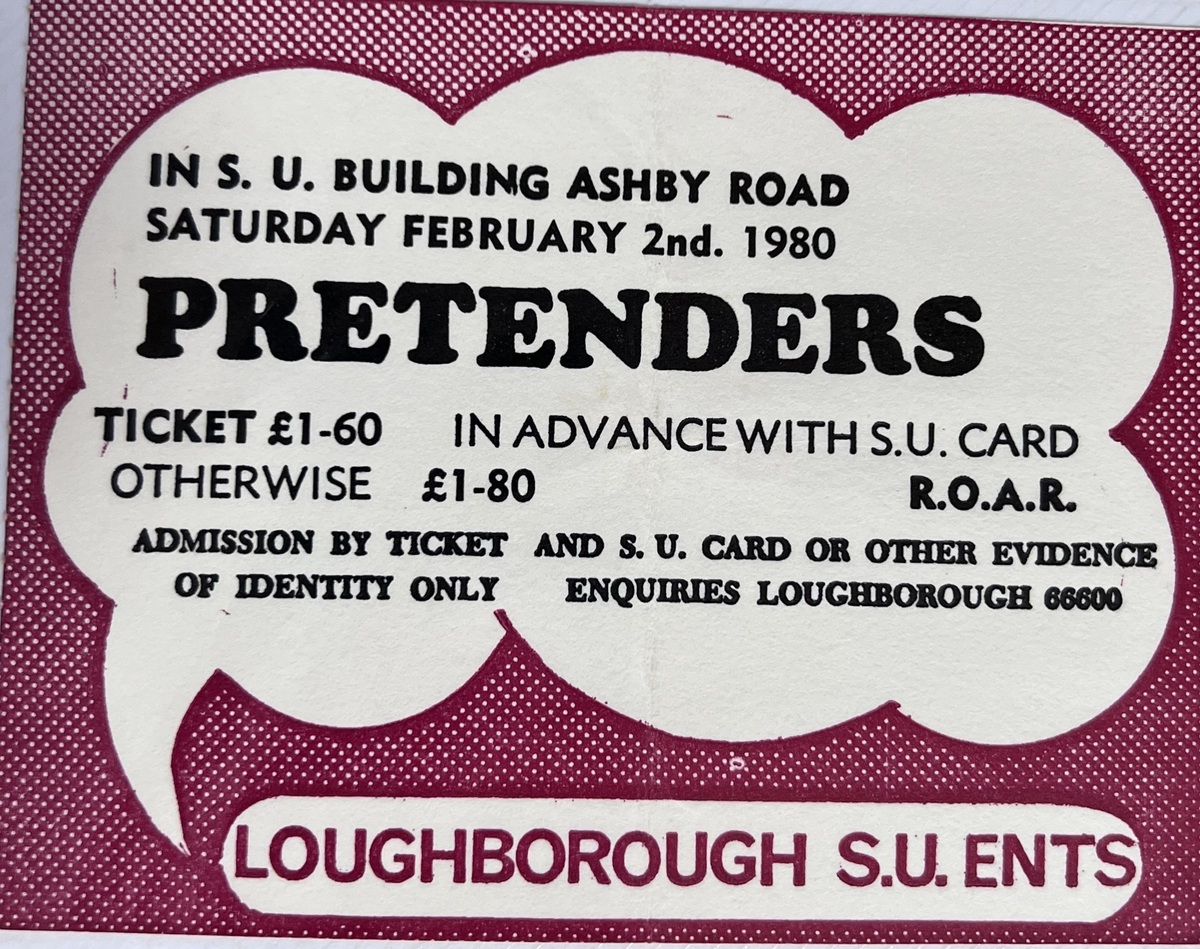 IN S. U. BUILDING ASHBY ROAD
SATURDAY FEBRUARY 2nd. 1980
PRETENDERS
TICKET £1-60 IN ADVANCE WITH S.U. CARD
OTHERWISE £1-80 R.O.A.R.
ADMISSION BY TICKET AND S. U. CARD OR OTHER EVIDENCE
OF IDENTITY ONLY ENQUIRIES LOUGHBOROUGH 66600
LOUGHBOROUGH S.U. ENTS